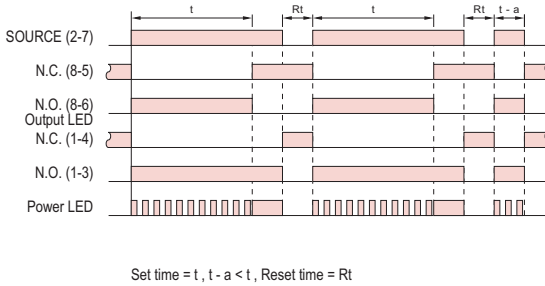 t Rt t Rt t - a
SOURCE (2-7)
N.C. (8-5)
N.O. (8-6)
Output LED
N.C. (1-4)
N.O. (1-3)
Power LED
Set time = t , t - a < t , Reset time = Rt